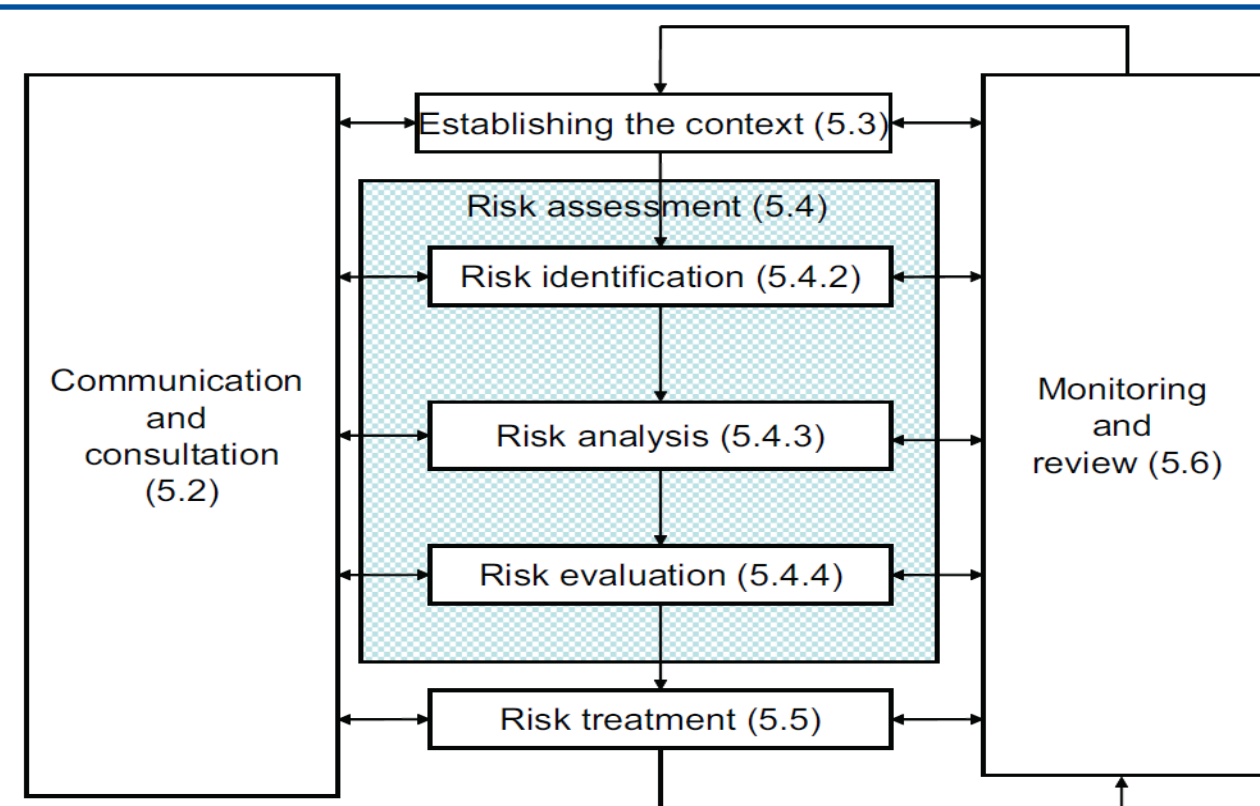 Establishing the context (5.3)
Risk assessment (5.4)
Risk identification (5.4.2)
Communication
and
consultation
(5.2)
Risk analysis (5.4.3)
Monitoring
and
review (5.6)
Risk evaluation (5.4.4)
Risk treatment (5.5)